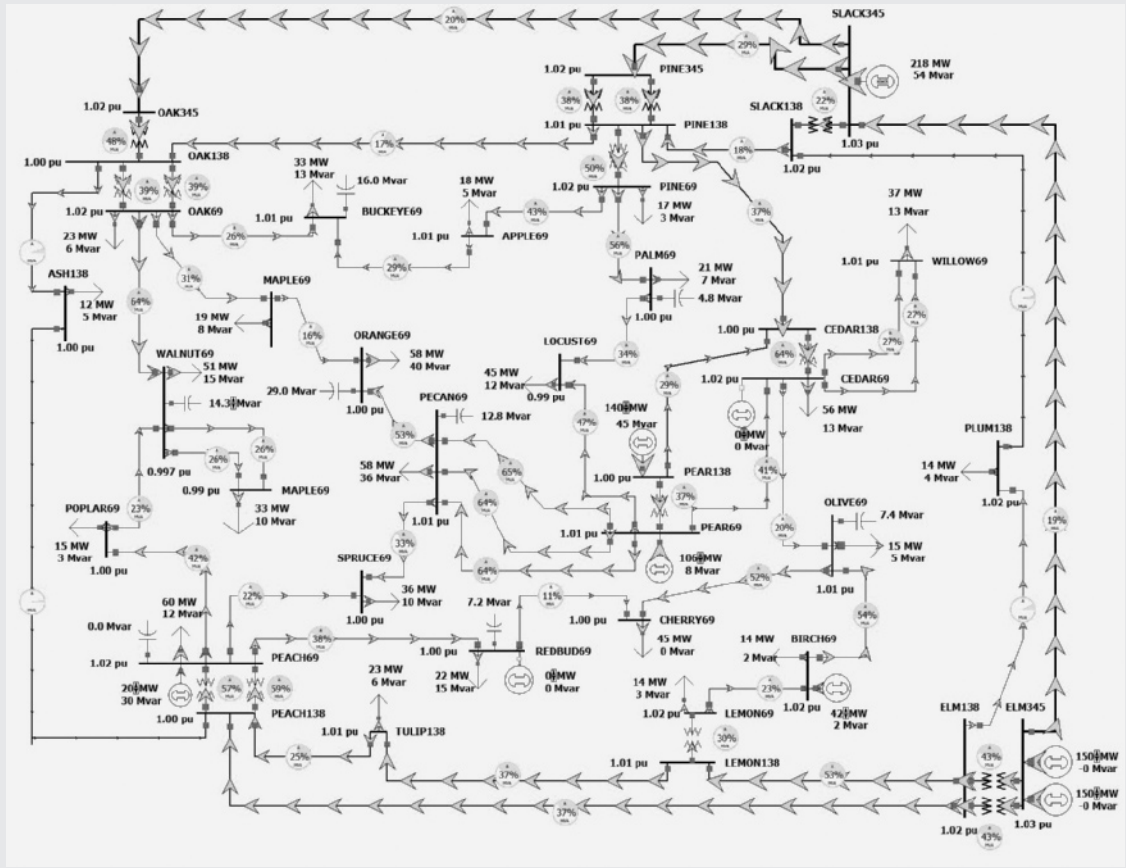 20%
SLACK345
29%
218 MW
54 Mvar
1.02 pu
PINE345
38%
38%
SLACK138
22%
1.02 pu
OAK345
48%
1.01 pu
PINE138
17%
18%
1.03 pu
1.00 pu
OAK138
33 MW
13 Mvar
16.0 Mvar
50%
1.02 pu
39%
39%
18 MW
5 Mvar
1.02 pu
PINE69
37 MW
13 Mvar
1.02 pu
OAK69
1.01 pu
BUCKEYE69
43%
17 MW
3 Mvar
37%
23 MW
6 Mvar
26%
1.01 pu
APPLE69
56%
29%
PALM69
1.01 pu
WILLOW69
ASH138
31%
21 MW
7 Mvar
12 MW
5 Mvar
64%
MAPLE69
4.8 Mvar
1.00 pu
27%
19 MW
8 Mvar
16%
ORANGE69
1.00 pu
CEDAR138
27%
1.00 pu
WALNUT69
58 MW
40 Mvar
LOCUST69
34%
64%
51 MW
15 Mvar
45 MW
12 Mvar
0.99 pu
29%
1.02 pu
CEDAR69
29.0 Mvar
1.00 pu
PECAN69
12.8 Mvar
47%
140 MW
45 Mvar
56 MW
13 Mvar
14.3 Mvar
53%
0 MW
0 Mvar
PLUM138
26%
26%
58 MW
36 Mvar
65%
1.00 pu
PEAR138
41%
14 MW
4 Mvar
0.997 pu
0.99 pu
MAPLE69
64%
37%
1.02 pu
POPLAR69
23%
33 MW
10 Mvar
1.01 pu
OLIVE69
7.4 Mvar
1.01 pu
PEAR69
20%
15 MW
3 Mvar
33%
15 MW
5 Mvar
19%
1.00 pu
42%
SPRUCE69
64%
106 MW
8 Mvar
52%
1.01 pu
22%
36 MW
10 Mvar
7.2 Mvar
11%
54%
60 MW
12 Mvar
1.00 pu
1.00 pu
CHERRY69
0.0 Mvar
38%
45 MW
0 Mvar
14 MW
2 Mvar
BIRCH69
1.02 pu
PEACH69
1.00 pu
REDBUD69
20 MW
30 Mvar
57%
59%
23 MW
6 Mvar
22 MW
15 Mvar
0 MW
0 Mvar
14 MW
3 Mvar
23%
1.02 pu
42 MW
2 Mvar
1.00 pu
PEACH138
1.02 pu
LEMON69
ELM138
ELM345
1.01 pu
TULIP138
30%
25%
1.01 pu
LEMON138
43%
150 MW
-0 Mvar
37%
53%
150 MW
-0 Mvar
37%
1.02 pu
43%
1.03 pu